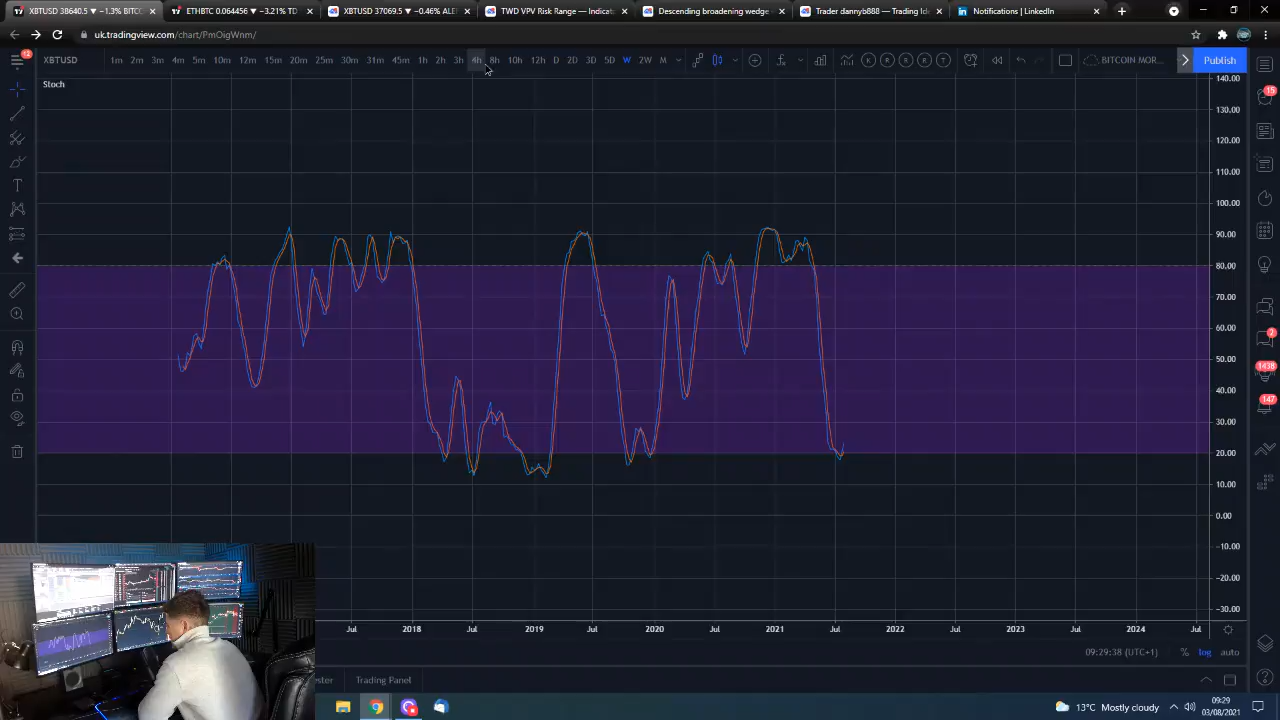 XBTUSD 38640.5 ▼ −1.3% BITCO
ETHBTC 0.064456 ▼ −3.21% TD
XBTUSD 37069.5 ▼ −0.46% ALE
TWD VPV Risk Range — Indicat
Descending broadening wedge
Trader dannyb888 — Trading Id
Notifications | LinkedIn
uk.tradingview.com/chart/PmOigWnm/
XBTUSD 1m 2m 3m 4m 5m 10m 12m 15m 20m 30m 31m 45m 1h 2h 3h 4h 8h 10h 12h D 2D 3D 5D W 2W M K R R R T BITCOIN MOR... Publish
Stoch
140.00
130.00
120.00
110.00
100.00
90.00
80.00
70.00
60.00
50.00
40.00
30.00
20.00
10.00
0.00
−10.00
−20.00
−30.00
15
2
1438
147
Jul 2018 Jul 2019 Jul 2020 Jul 2021 Jul 2022 Jul 2023 Jul 2024 Jul
09:29:38 (UTC+1) % log auto
ster Trading Panel
13°C Mostly cloudy
09:29
03/08/2021